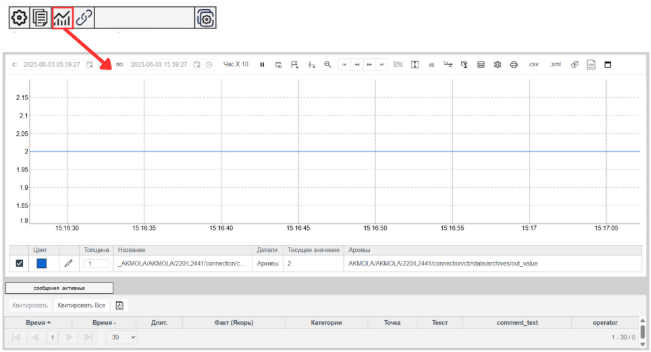 с: 2025-06-03 05:39:27 по: 2025-06-03 15:39:27 Час X 10 csv .xml
2.15
2.1
2.05
2
1.95
1.9
1.85
1.8
15:16:30 15:16:35 15:16:40 15:16:45 15:16:50 15:16:55 15:17 15:17:05
Цвет Толщина Название Детали Текущее значение Архивы
1 _AKMOLA/AKMOLA/220/L2441/connection/c... Архивы 2 AKMOLA/AKMOLA/220/L2441/connection/cb/state/archives/out_value
сообщения активные
Квитировать Квитировать Все
Время + Время - Длит. Факт (Якорь) Категории Точка Текст comment_text operator
1 30 1 - 30 / 0